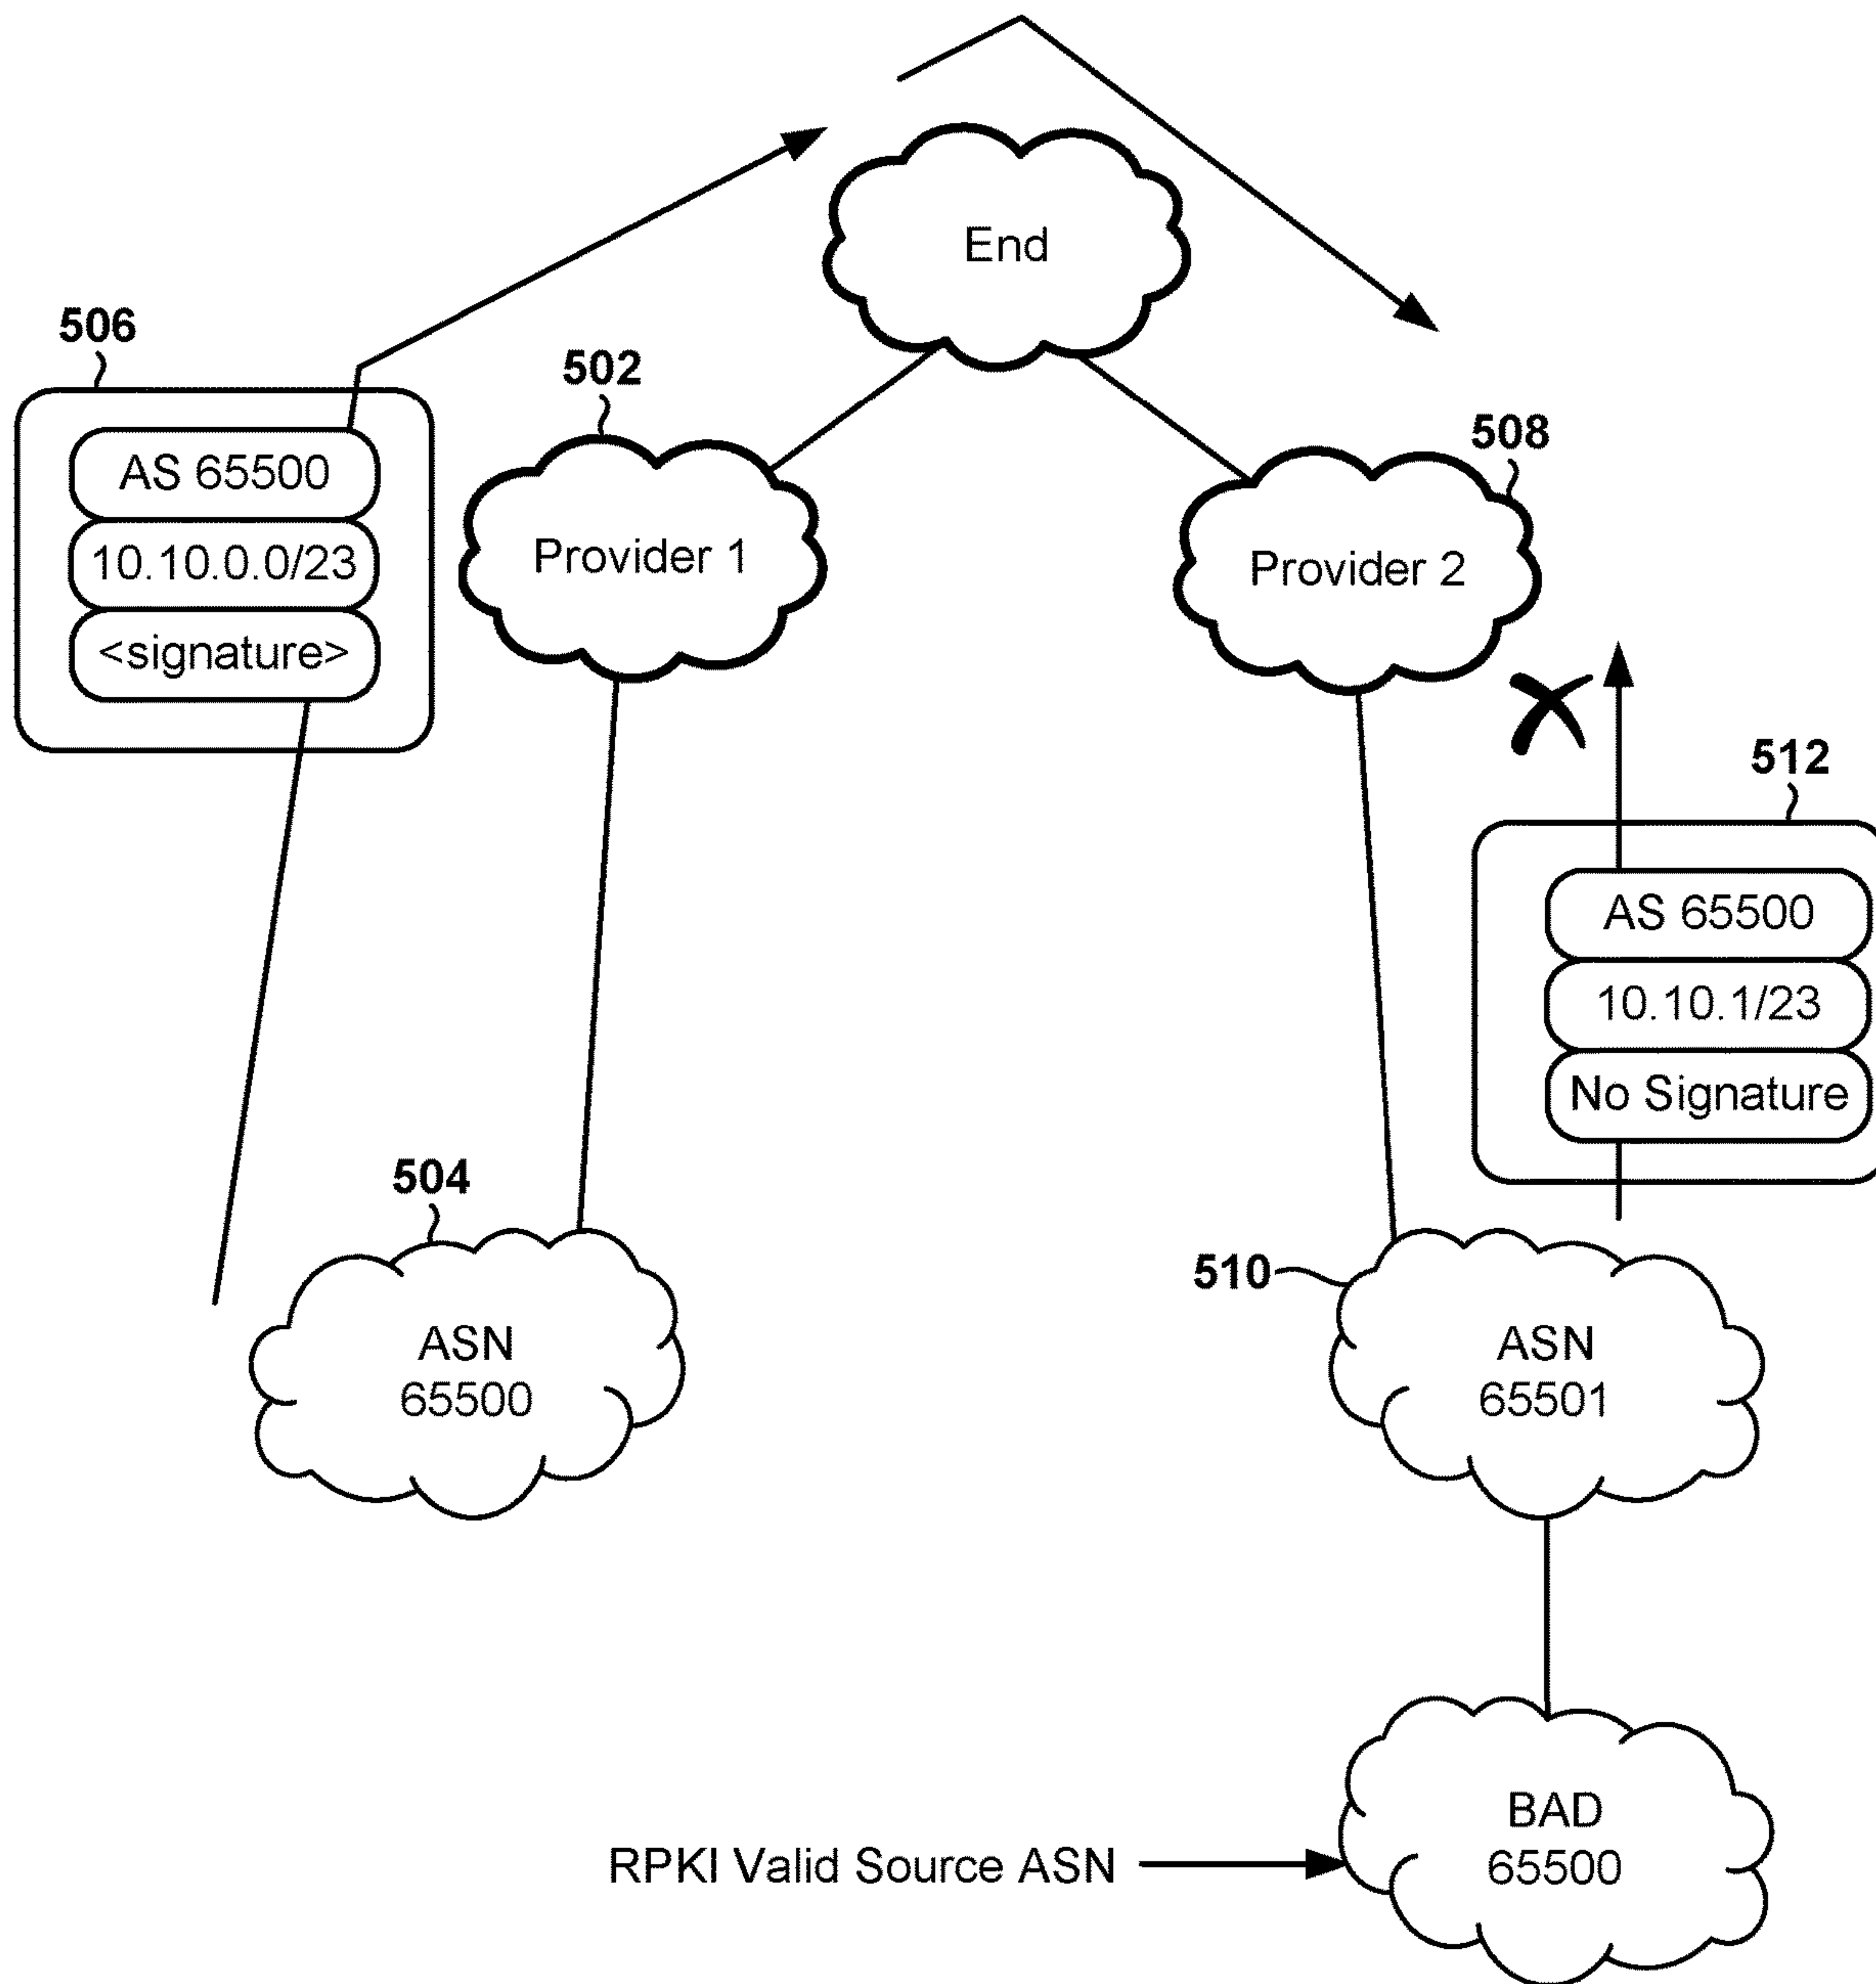 End
506
502
508
AS 65500
10.10.0.0/23
<signature>
Provider 1
Provider 2
512
AS 65500
10.10.1/23
No Signature
504
510
ASN
65500
ASN
65501
BAD
65500
RPKI Valid Source ASN